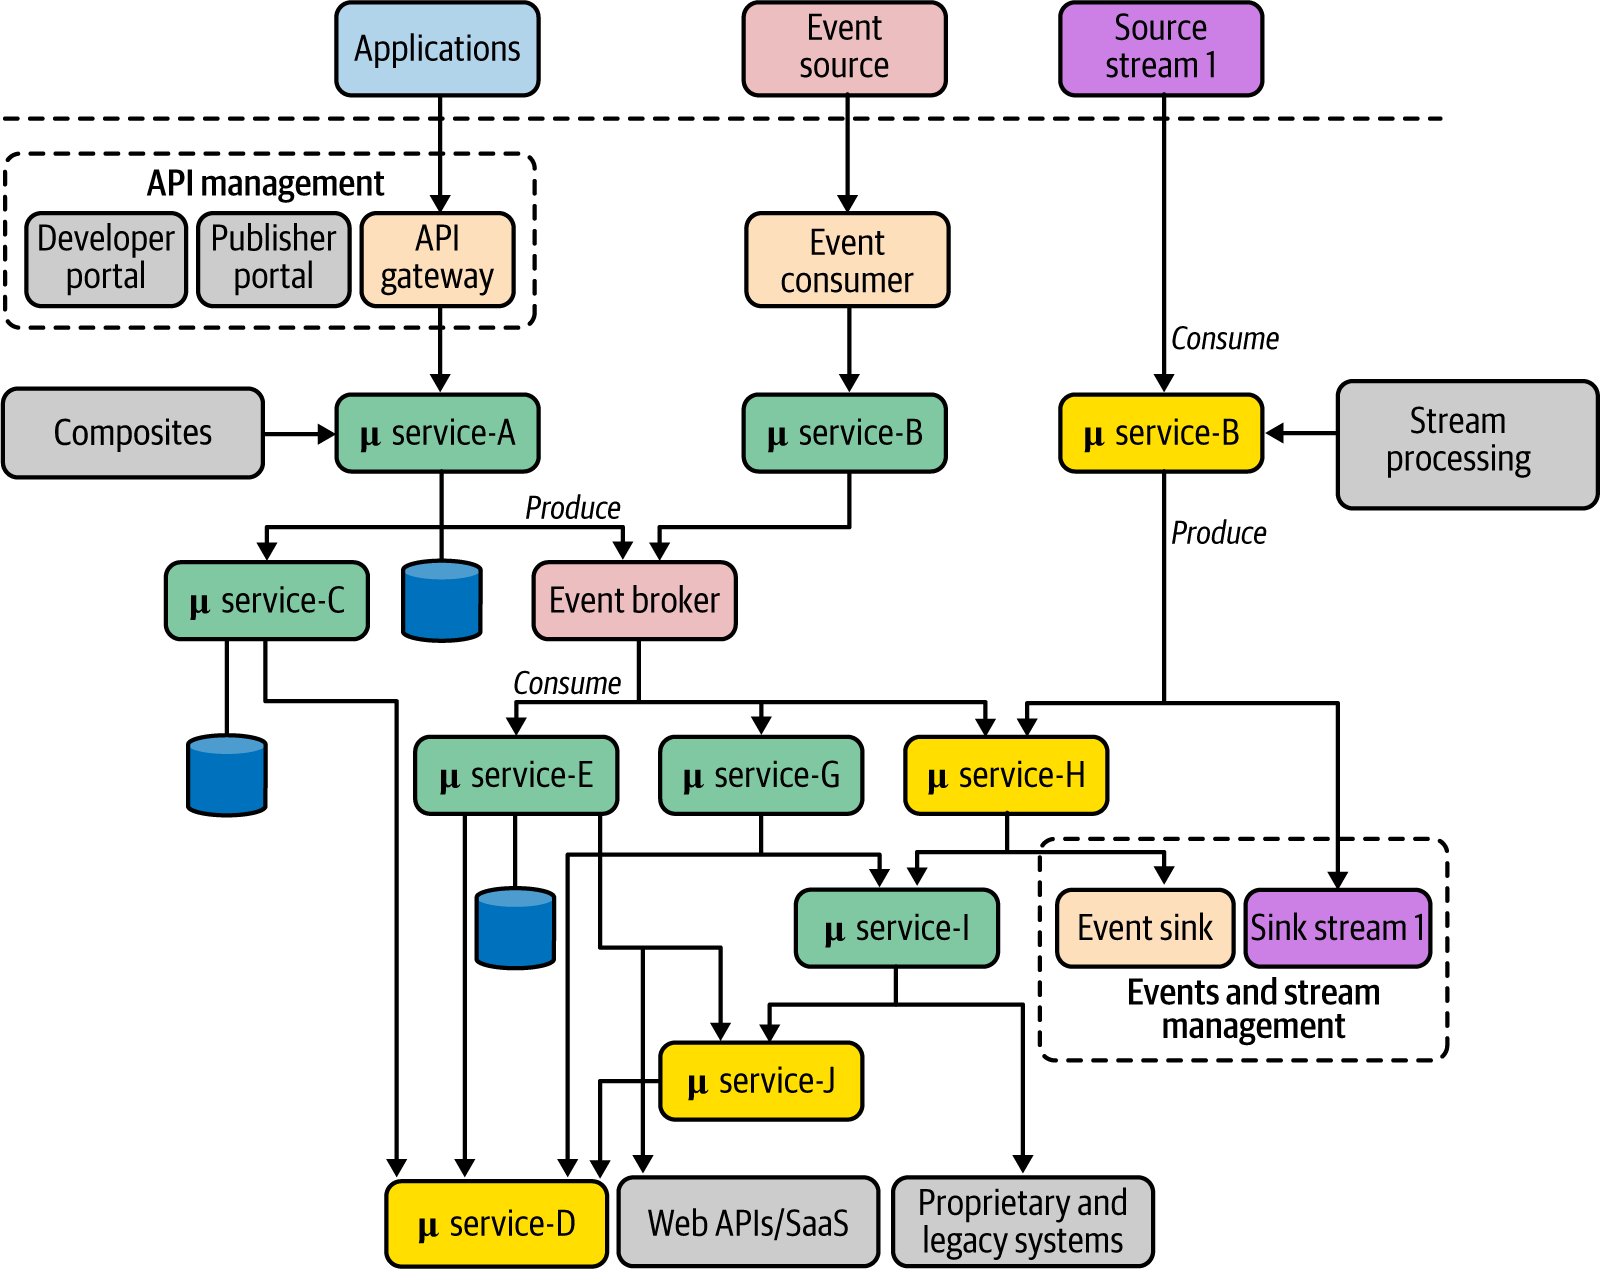 Applications
Event
source
Source
stream 1
API management
Developer
portal
Publisher
portal
API
gateway
Event
consumer
Consume
Composites
µ service-A
µ service-B
µ service-B
Stream
processing
Produce
Produce
µ service-C
Event broker
Consume
µ service-E
µ service-G
µ service-H
µ service-I
Event sink
Sink stream 1
Events and stream
management
µ service-J
µ service-D
Web APIs/SaaS
Proprietary and
legacy systems